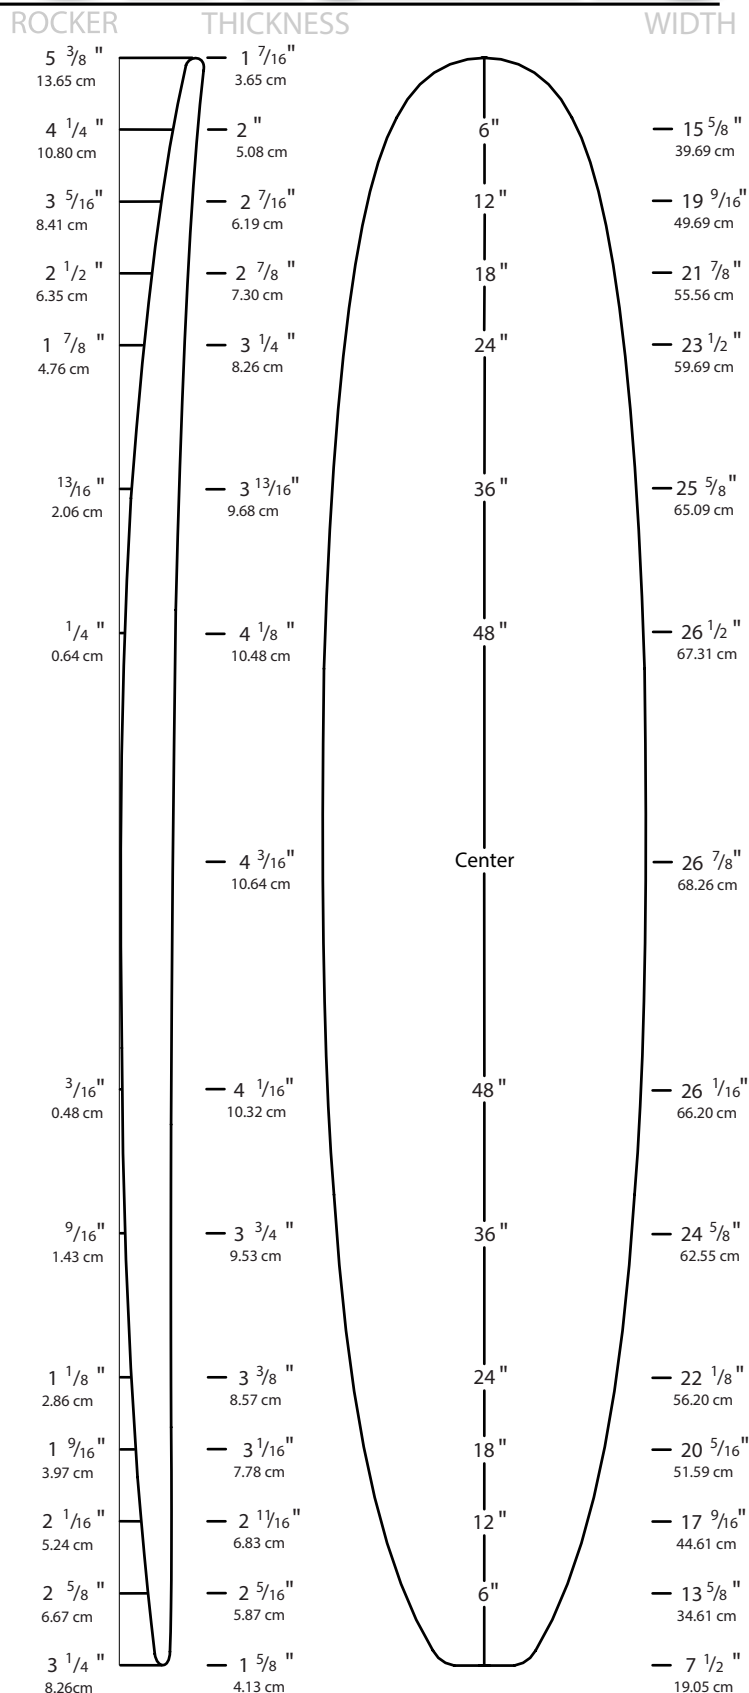 ROCKER THICKNESS WIDTH
5 3/8 " 1 7/16"
13.65 cm 3.65 cm
4 1/4 " 2 " 6" 15 5/8 "
10.80 cm 5.08 cm 39.69 cm
3 5/16" 2 7/16" 12" 19 9/16"
8.41 cm 6.19 cm 49.69 cm
2 1/2 " 2 7/8 " 18" 21 7/8 "
6.35 cm 7.30 cm 55.56 cm
1 7/8 " 3 1/4 " 24" 23 1/2 "
4.76 cm 8.26 cm 59.69 cm
13/16 " 3 13/16" 36" 25 5/8 "
2.06 cm 9.68 cm 65.09 cm
1/4 " 4 1/8 " 48" 26 1/2 "
0.64 cm 10.48 cm 67.31 cm
4 3/16" Center 26 7/8"
10.64 cm 68.26 cm
3/16" 4 1/16" 48" 26 1/16"
0.48 cm 10.32 cm 66.20 cm
9/16" 3 3/4 " 36" 24 5/8 "
1.43 cm 9.53 cm 62.55 cm
1 1/8 " 3 3/8 " 24" 22 1/8 "
2.86 cm 8.57 cm 56.20 cm
1 9/16" 3 1/16" 18" 20 5/16"
3.97 cm 7.78 cm 51.59 cm
2 1/16 " 2 11/16" 12" 17 9/16"
5.24 cm 6.83 cm 44.61 cm
2 5/8 " 2 5/16" 6" 13 5/8 "
6.67 cm 5.87 cm 34.61 cm
3 1/4 " 1 5/8 " 7 1/2 "
8.26cm 4.13 cm 19.05 cm